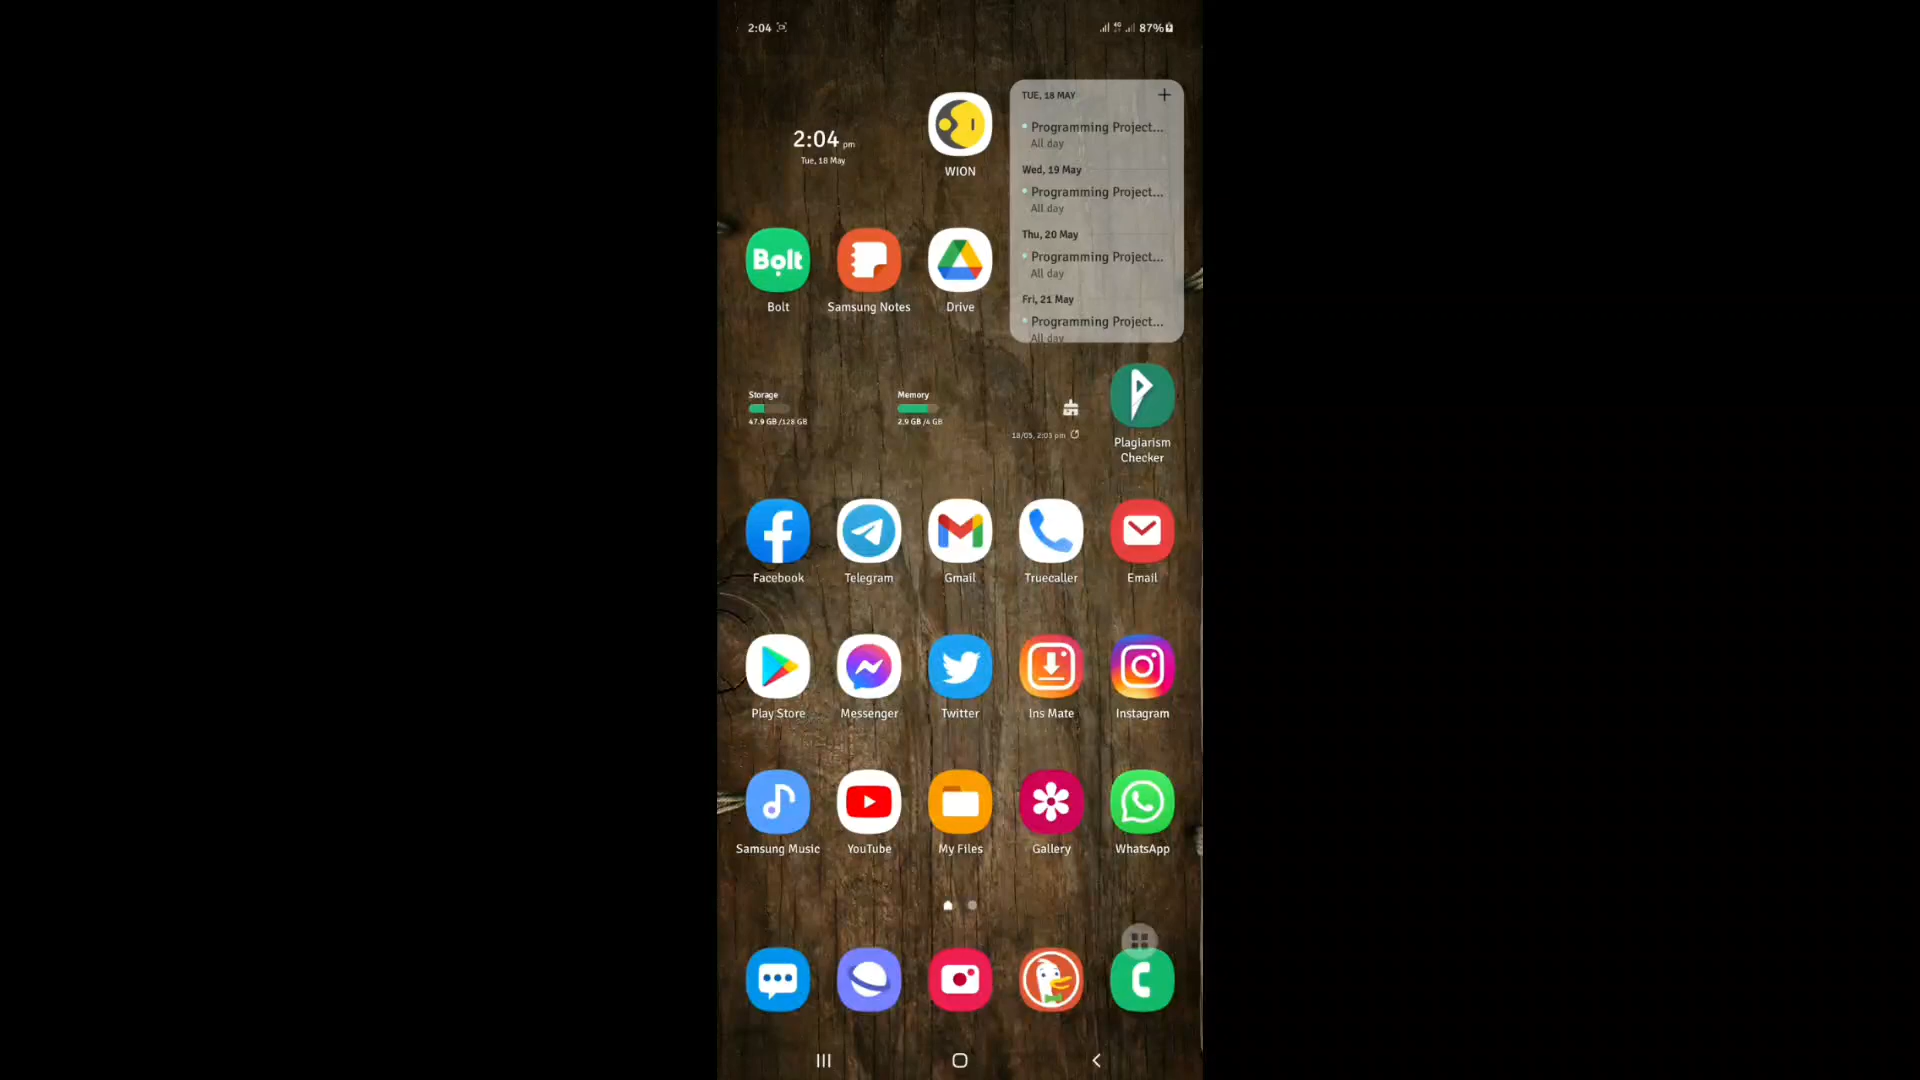 2:04
4G
87%
TUE, 18 MAY
+
2:04 pm
Tue, 18 May
WION
Programming Project...
All day
Wed, 19 May
Programming Project...
All day
Thu, 20 May
Programming Project...
All day
Fri, 21 May
Programming Project...
All day
Bolt
Bolt
Samsung Notes
Drive
Storage
47.9 GB /128 GB
Memory
2.9 GB /4 GB
18/05, 2:03 pm
Plagiarism
Checker
Facebook
Telegram
Gmail
Truecaller
Email
Play Store
Messenger
Twitter
Ins Mate
Instagram
Samsung Music
YouTube
My Files
Gallery
WhatsApp